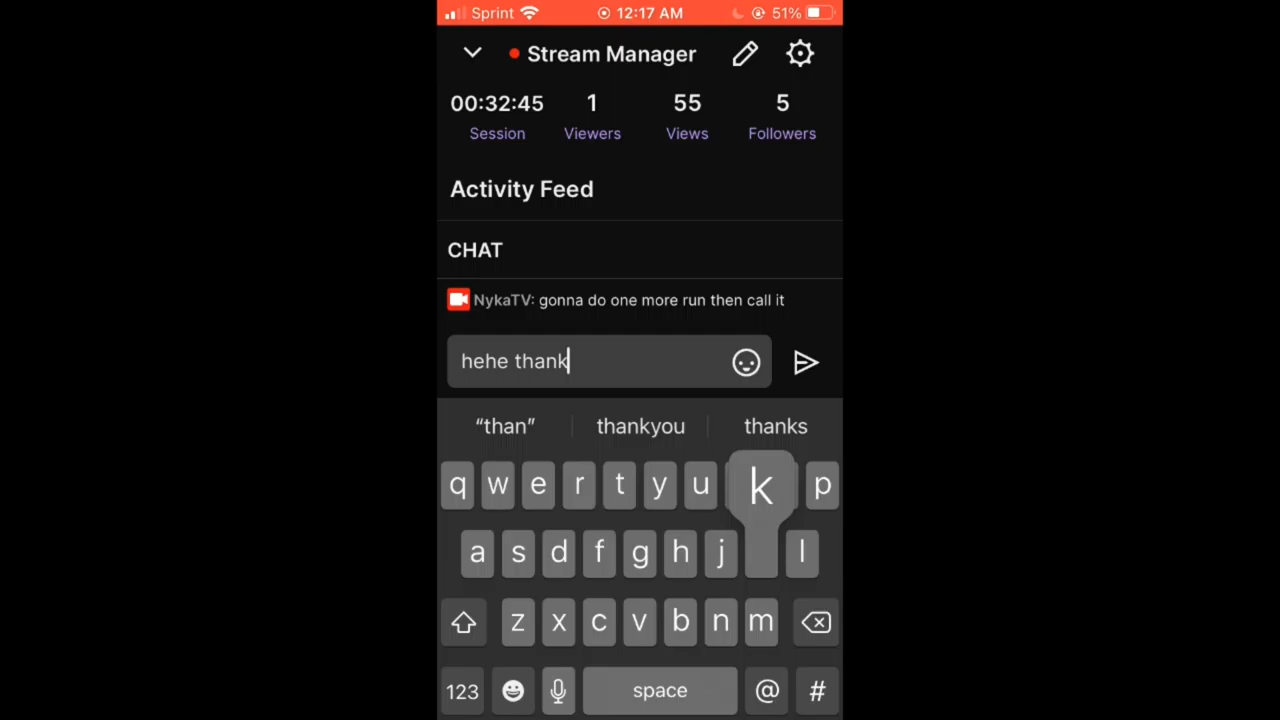 Sprint 12:17 AM 51%
Stream Manager
00:32:45 1 55 5
Session Viewers Views Followers
Activity Feed
CHAT
NykaTV: gonna do one more run then call it
hehe thank
“than” thankyou thanks
q w e r t y u k p
a s d f g h j l
z x c v b n m
123 space @ #